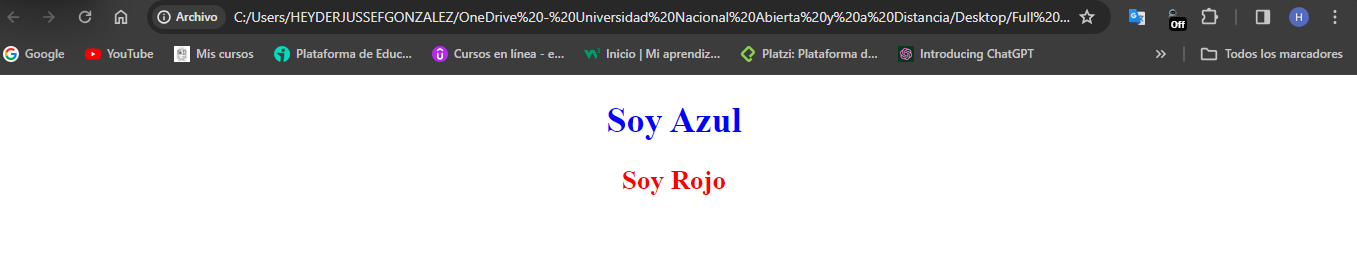 Archivo C:/Users/HEYDERJUSSEFGONZALEZ/OneDrive%20-%20Universidad%20Nacional%20Abierta%20y%20a%20Distancia/Desktop/Full%20...
Off
H
Google YouTube Mis cursos Plataforma de Educ... Cursos en línea - e... Inicio | Mi aprendiz... Platzi: Plataforma d... Introducing ChatGPT » Todos los marcadores
Soy Azul
Soy Rojo